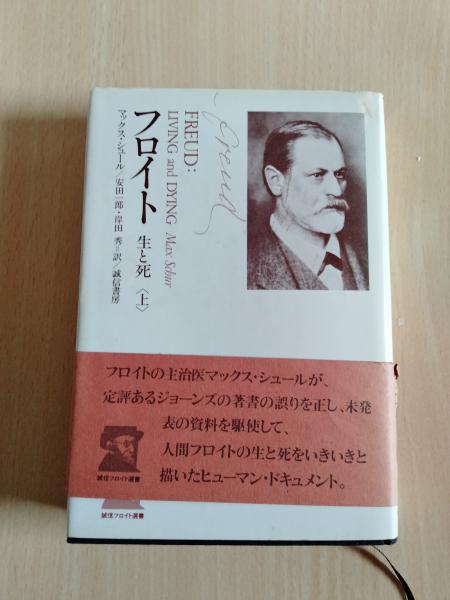 FREUD:
LIVING and DYING Max Schur
Freud
フロイト 生と死〈上〉
マックス・シュール/安田一郎・岸田 秀=訳/誠信書房
フロイトの主治医マックス・シュールが、
定評あるジョーンズの著書の誤りを正し、未発
表の資料を駆使して、
人間フロイトの生と死をいきいきと
描いたヒューマン・ドキュメント。
誠信フロイト選書
誠信フロイト選書